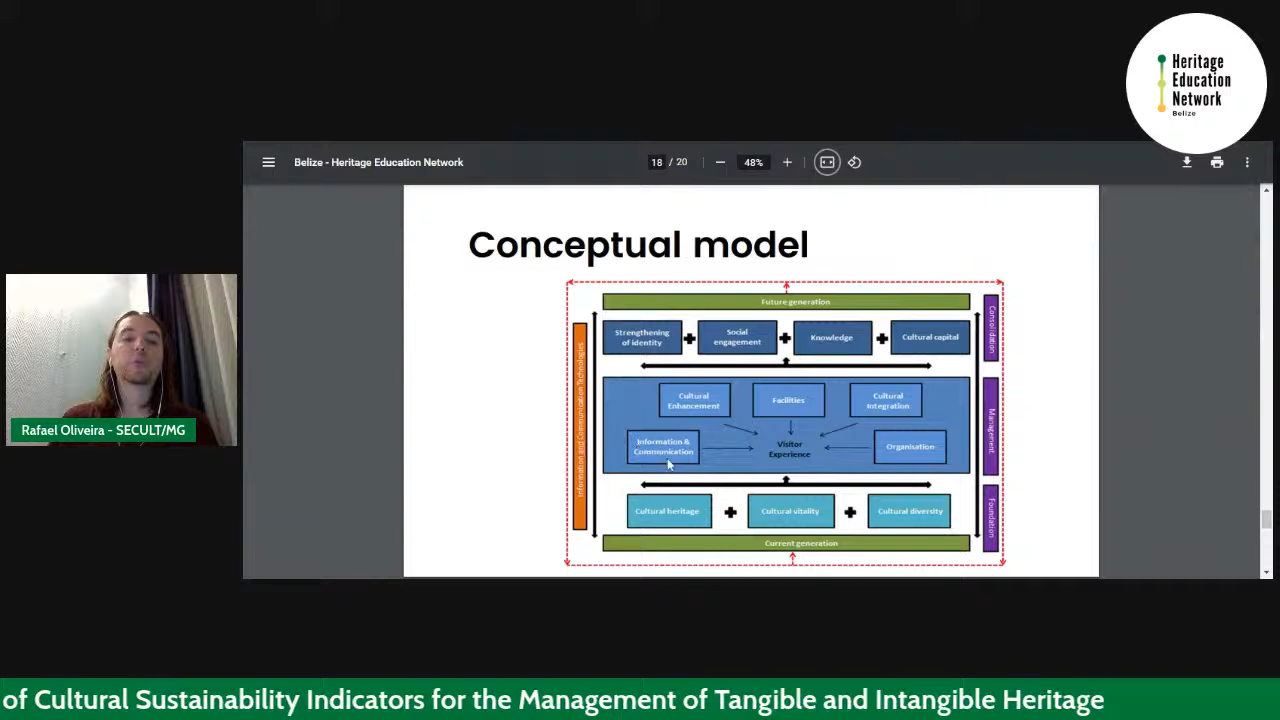 Heritage
Education
Network
Belize
Belize - Heritage Education Network
18 / 20
48%
Conceptual model
Future generation
Strengthening
of identity
Social
engagement
Knowledge
Cultural capital
Consolidation
Information and Communication Technologies
Cultural
Enhancement
Facilities
Cultural
Integration
Management
Information &
Communication
Visitor
Experience
Organisation
Cultural heritage
Cultural vitality
Cultural diversity
Foundation
Current generation
Rafael Oliveira - SECULT/MG
of Cultural Sustainability Indicators for the Management of Tangible and Intangible Heritage